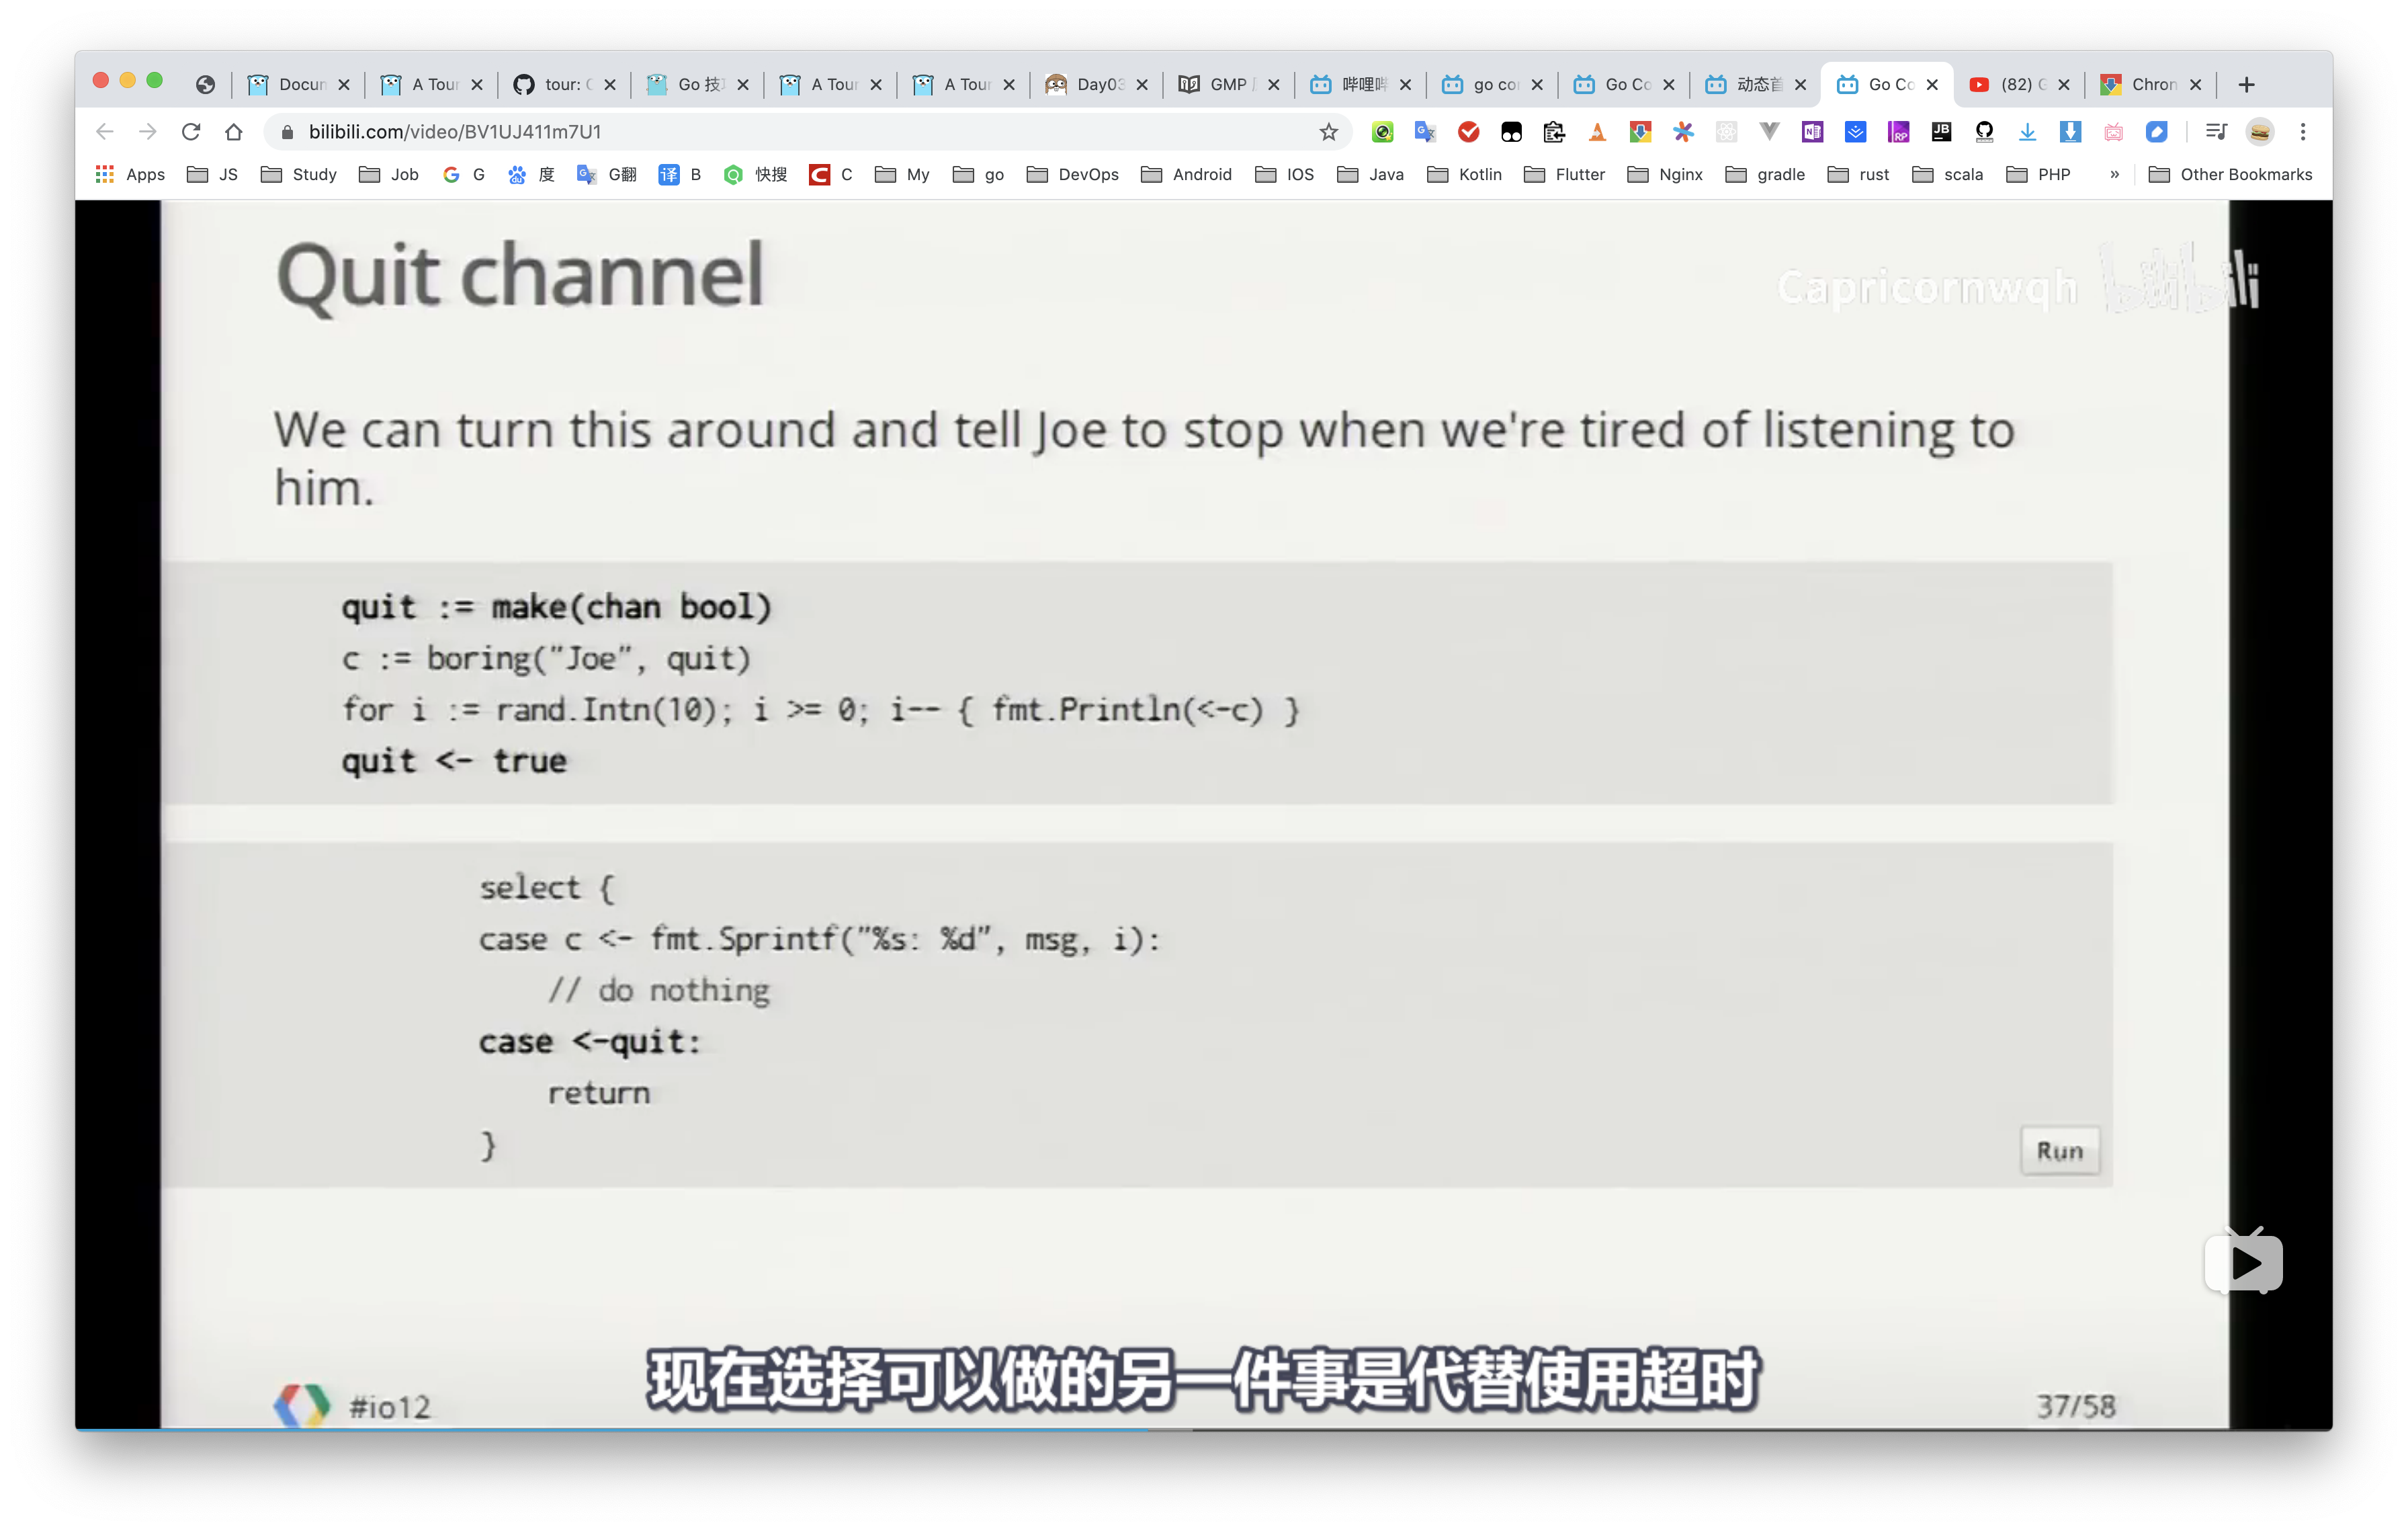 Docun
A Tour
tour: C
Go 技
A Tour
A Tour
Day03
GMP
哔哩哔
go co
Go Co
动态首
Go Co
(82) G
Chron
bilibili.com/video/BV1UJ411m7U1
Apps
JS
Study
Job
G
度
G翻
B
快搜
C
My
go
DevOps
Android
IOS
Java
Kotlin
Flutter
Nginx
gradle
rust
scala
PHP
»
Other Bookmarks
Quit channel
Capricornwqh bilibili
We can turn this around and tell Joe to stop when we're tired of listening to
him.
quit := make(chan bool)
c := boring("Joe", quit)
for i := rand.Intn(10); i >= 0; i-- { fmt.Println(<-c) }
quit <- true
select {
case c <- fmt.Sprintf("%s: %d", msg, i):
// do nothing
case <-quit:
return
}
Run
现在选择可以做的另一件事是代替使用超时
#io12
37/58